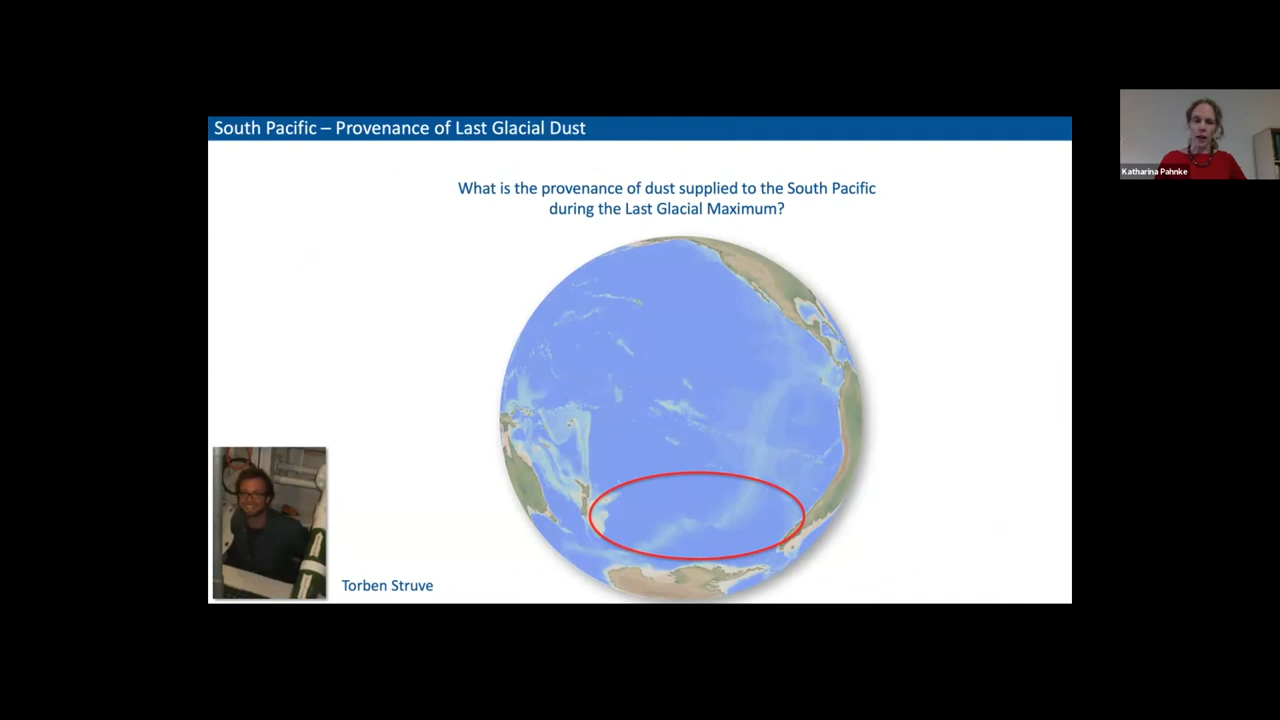 South Pacific – Provenance of Last Glacial Dust
Katharina Pahnke
What is the provenance of dust supplied to the South Pacific
during the Last Glacial Maximum?
Torben Struve